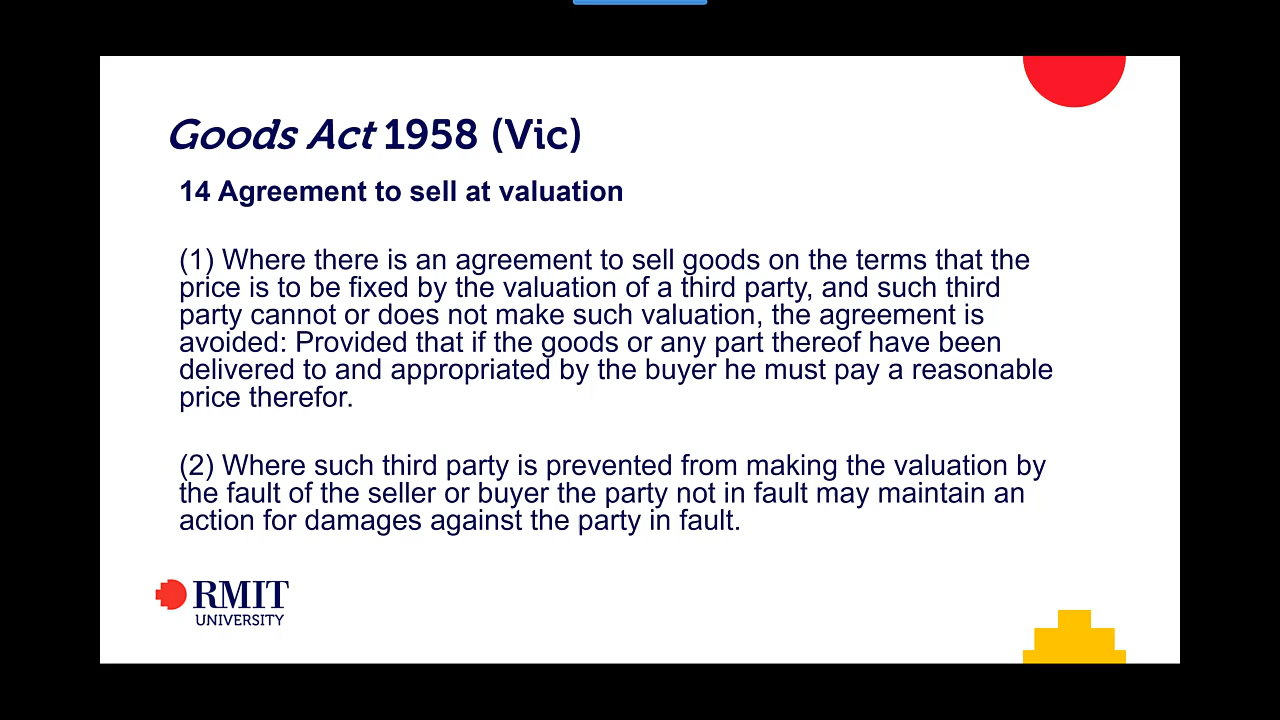 Goods Act 1958 (Vic)
14 Agreement to sell at valuation
(1) Where there is an agreement to sell goods on the terms that the
price is to be fixed by the valuation of a third party, and such third
party cannot or does not make such valuation, the agreement is
avoided: Provided that if the goods or any part thereof have been
delivered to and appropriated by the buyer he must pay a reasonable
price therefor.
(2) Where such third party is prevented from making the valuation by
the fault of the seller or buyer the party not in fault may maintain an
action for damages against the party in fault.
RMIT
UNIVERSITY